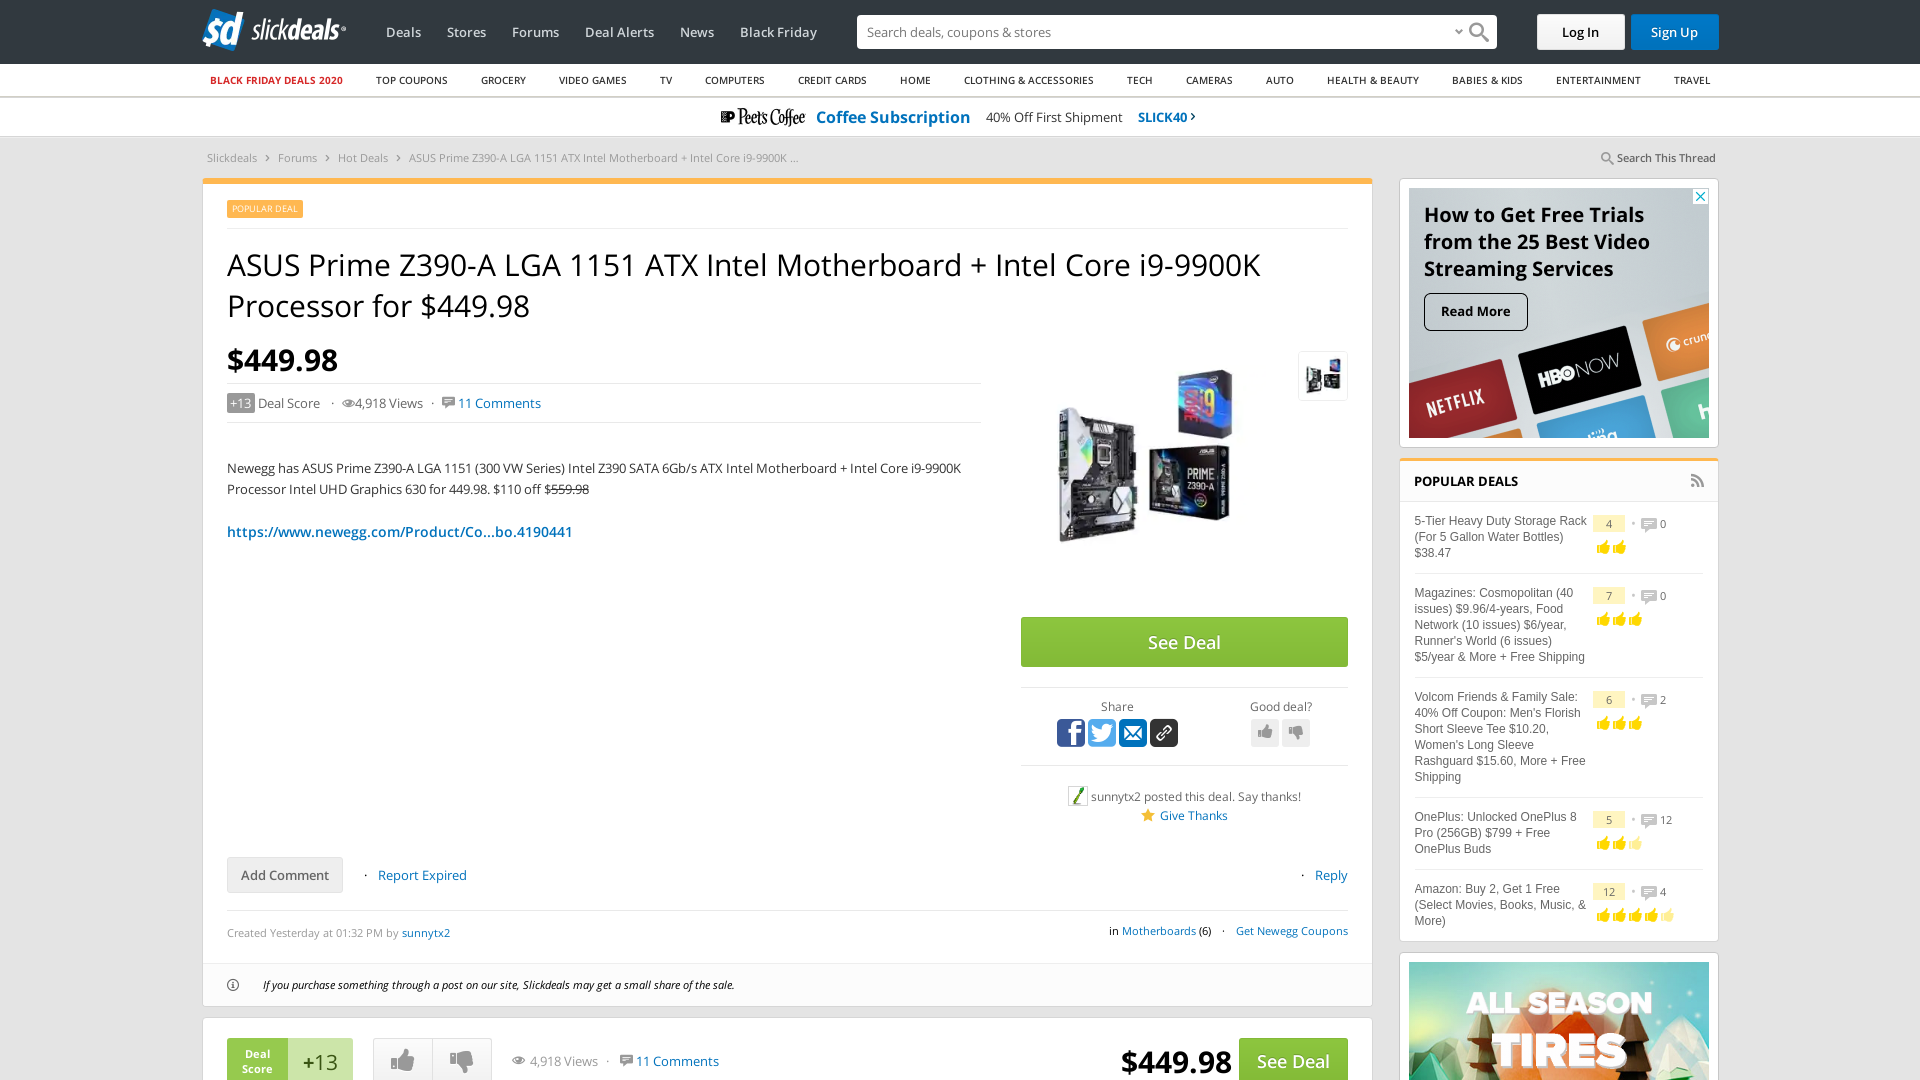 slickdeals
Deals
Stores
Forums
Deal Alerts
News
Black Friday
Search deals, coupons & stores
Log In
Sign Up
BLACK FRIDAY DEALS 2020
TOP COUPONS
GROCERY
VIDEO GAMES
TV
COMPUTERS
CREDIT CARDS
HOME
CLOTHING & ACCESSORIES
TECH
CAMERAS
AUTO
HEALTH & BEAUTY
BABIES & KIDS
ENTERTAINMENT
TRAVEL
Peet's Coffee Coffee Subscription 40% Off First Shipment SLICK40 ›
Slickdeals › Forums › Hot Deals › ASUS Prime Z390-A LGA 1151 ATX Intel Motherboard + Intel Core i9-9900K ...
Search This Thread
POPULAR DEAL
ASUS Prime Z390-A LGA 1151 ATX Intel Motherboard + Intel Core i9-9900K
Processor for $449.98
$449.98
+13 Deal Score · 4,918 Views · 11 Comments
Newegg has ASUS Prime Z390-A LGA 1151 (300 VW Series) Intel Z390 SATA 6Gb/s ATX Intel Motherboard + Intel Core i9-9900K
Processor Intel UHD Graphics 630 for 449.98. $110 off $559.98
https://www.newegg.com/Product/Co...bo.4190441
PRIME
Z390-A
See Deal
Share
Good deal?
sunnytx2 posted this deal. Say thanks!
Give Thanks
Add Comment
· Report Expired
· Reply
Created Yesterday at 01:32 PM by sunnytx2
in Motherboards (6) · Get Newegg Coupons
If you purchase something through a post on our site, Slickdeals may get a small share of the sale.
Deal
Score
+13
4,918 Views · 11 Comments
$449.98
See Deal
How to Get Free Trials
from the 25 Best Video
Streaming Services
Read More
NETFLIX
HBO NOW
crun
POPULAR DEALS
5-Tier Heavy Duty Storage Rack
(For 5 Gallon Water Bottles)
$38.47
4 · 0
Magazines: Cosmopolitan (40
issues) $9.96/4-years, Food
Network (10 issues) $6/year,
Runner's World (6 issues)
$5/year & More + Free Shipping
7 · 0
Volcom Friends & Family Sale:
40% Off Coupon: Men's Florish
Short Sleeve Tee $10.20,
Women's Long Sleeve
Rashguard $15.60, More + Free
Shipping
6 · 2
OnePlus: Unlocked OnePlus 8
Pro (256GB) $799 + Free
OnePlus Buds
5 · 12
Amazon: Buy 2, Get 1 Free
(Select Movies, Books, Music, &
More)
12 · 4
ALL SEASON
TIRES